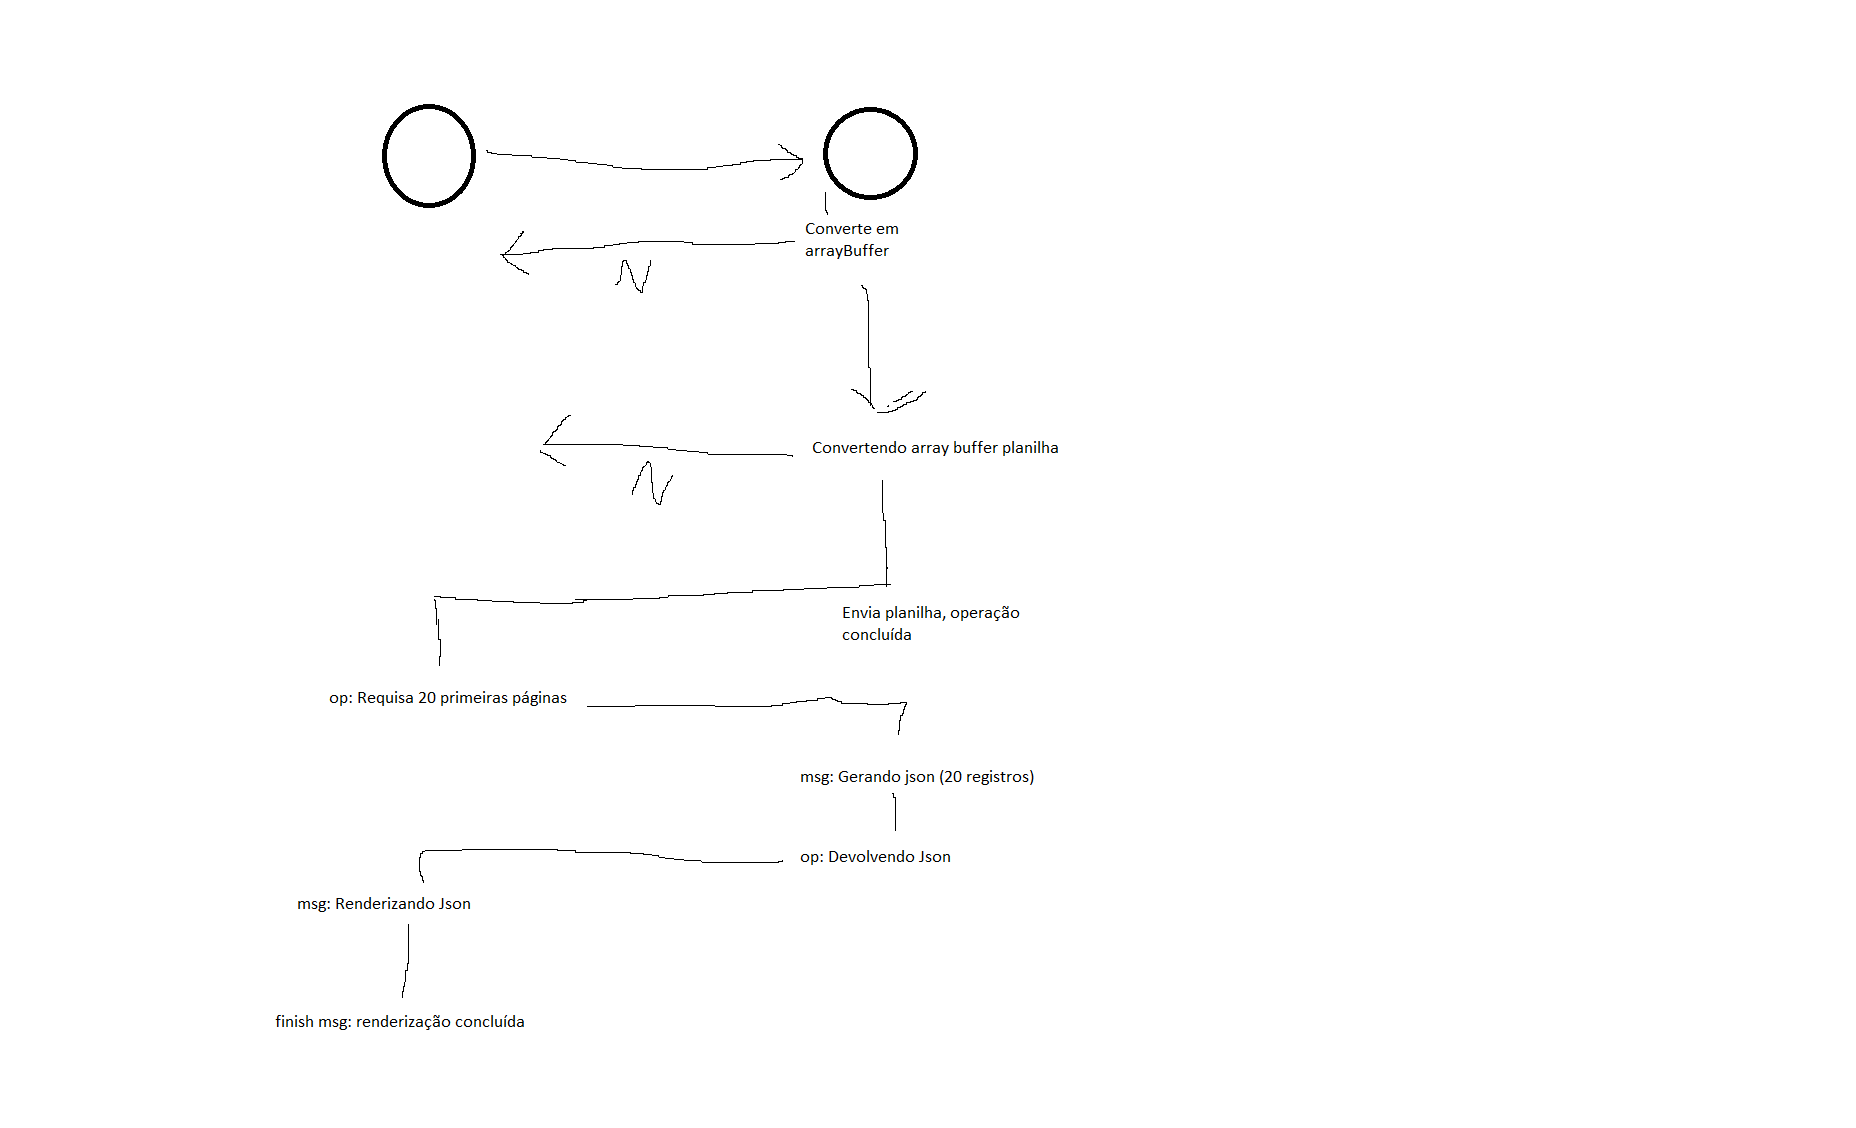 Converte em
arrayBuffer
N
Convertendo array buffer planilha
N
Envia planilha, operação
concluída
op: Requisa 20 primeiras páginas
msg: Gerando json (20 registros)
op: Devolvendo Json
msg: Renderizando Json
finish msg: renderização concluída